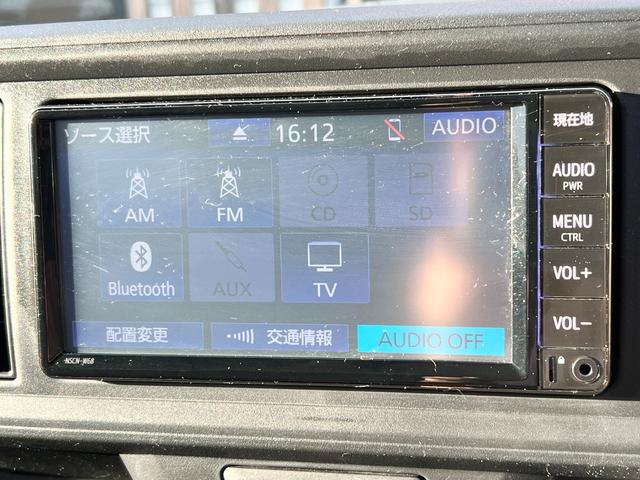 ソース選択 16:12 AUDIO
AM FM CD SD
Bluetooth AUX TV
配置変更 交通情報 AUDIO OFF
現在地
AUDIO
PWR
MENU
CTRL
VOL+
VOL−
NSCN-W68